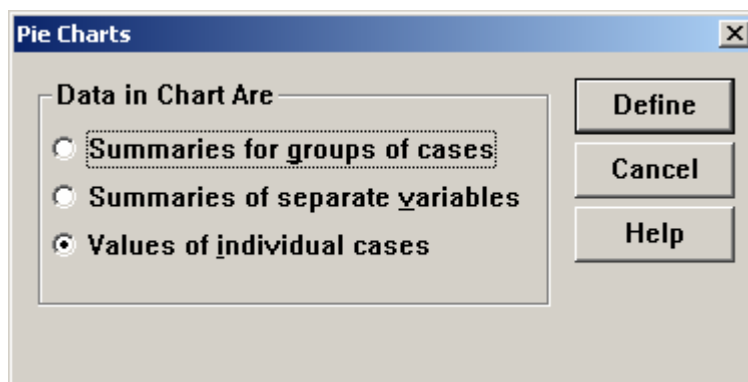 Pie Charts
Data in Chart Are
Summaries for groups of cases
Summaries of separate variables
Values of individual cases
Define
Cancel
Help